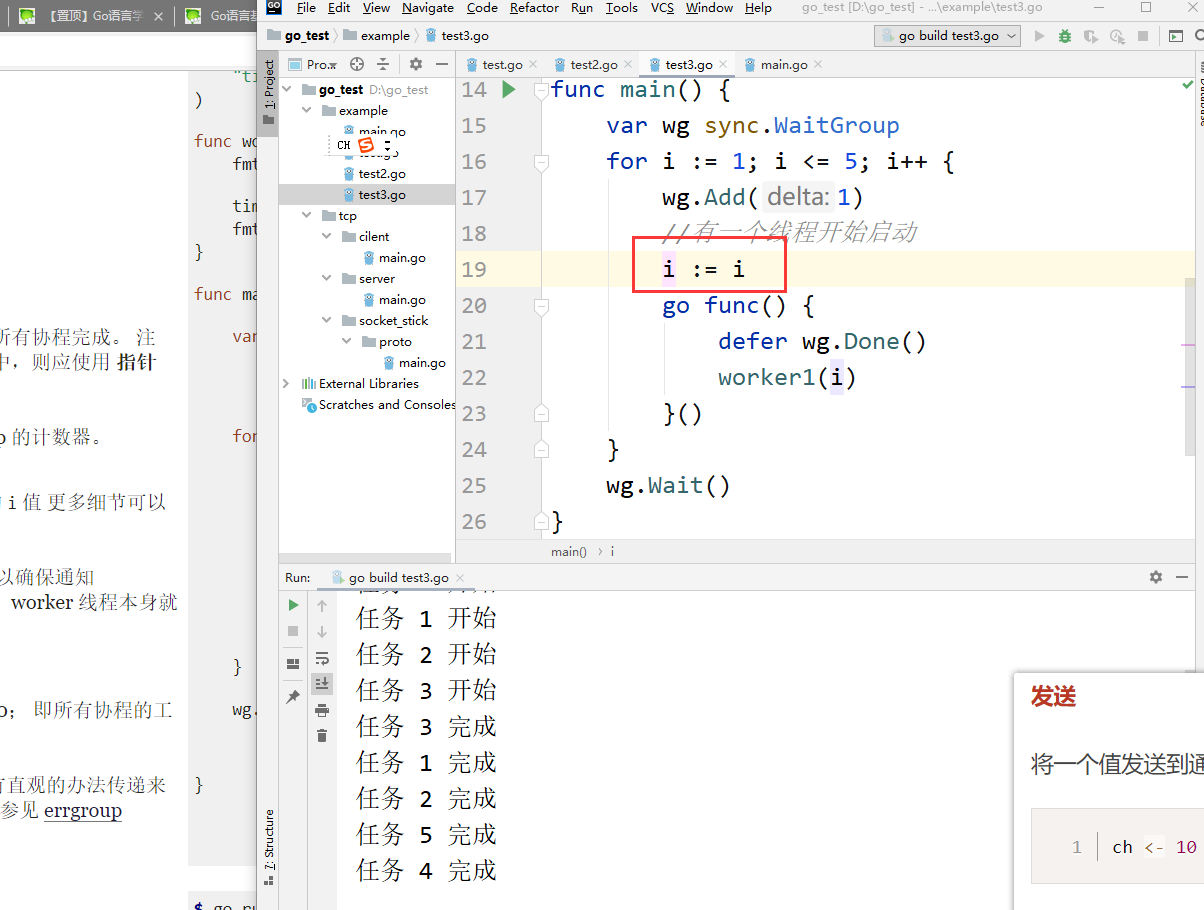 【置顶】Go语言学
Go语言基
File Edit View Navigate Code Refactor Run Tools VCS Window Help
go_test [D:\go_test] - ...\example\test3.go
go_test
example
test3.go
go build test3.go
1: Project
Pro...
go_test D:\go_test
example
main.go
CH
test2.go
test3.go
tcp
cilent
main.go
server
main.go
socket_stick
proto
main.go
External Libraries
Scratches and Consoles
test.go
test2.go
test3.go
main.go
14 func main() {
15 var wg sync.WaitGroup
16 for i := 1; i <= 5; i++ {
17 wg.Add( delta: 1)
18 //有一个线程开始启动
19 i := i
20 go func() {
21 defer wg.Done()
22 worker1(i)
23 }()
24 }
25 wg.Wait()
26 }
main() › i
Database
Run: go build test3.go
任务 1 开始
任务 2 开始
任务 3 开始
任务 3 完成
任务 1 完成
任务 2 完成
任务 5 完成
任务 4 完成
7: Structure
"ti
)
func wo
fmt
tim
fmt
}
func ma
var
for
}
wg.
}
$ go ru
所有协程完成。 注
中，则应使用 指针
p 的计数器。
i 值 更多细节可以
以确保通知
worker 线程本身就
o； 即所有协程的工
有直观的办法传递来
参见 errgroup
发送
将一个值发送到通
1 ch <- 10